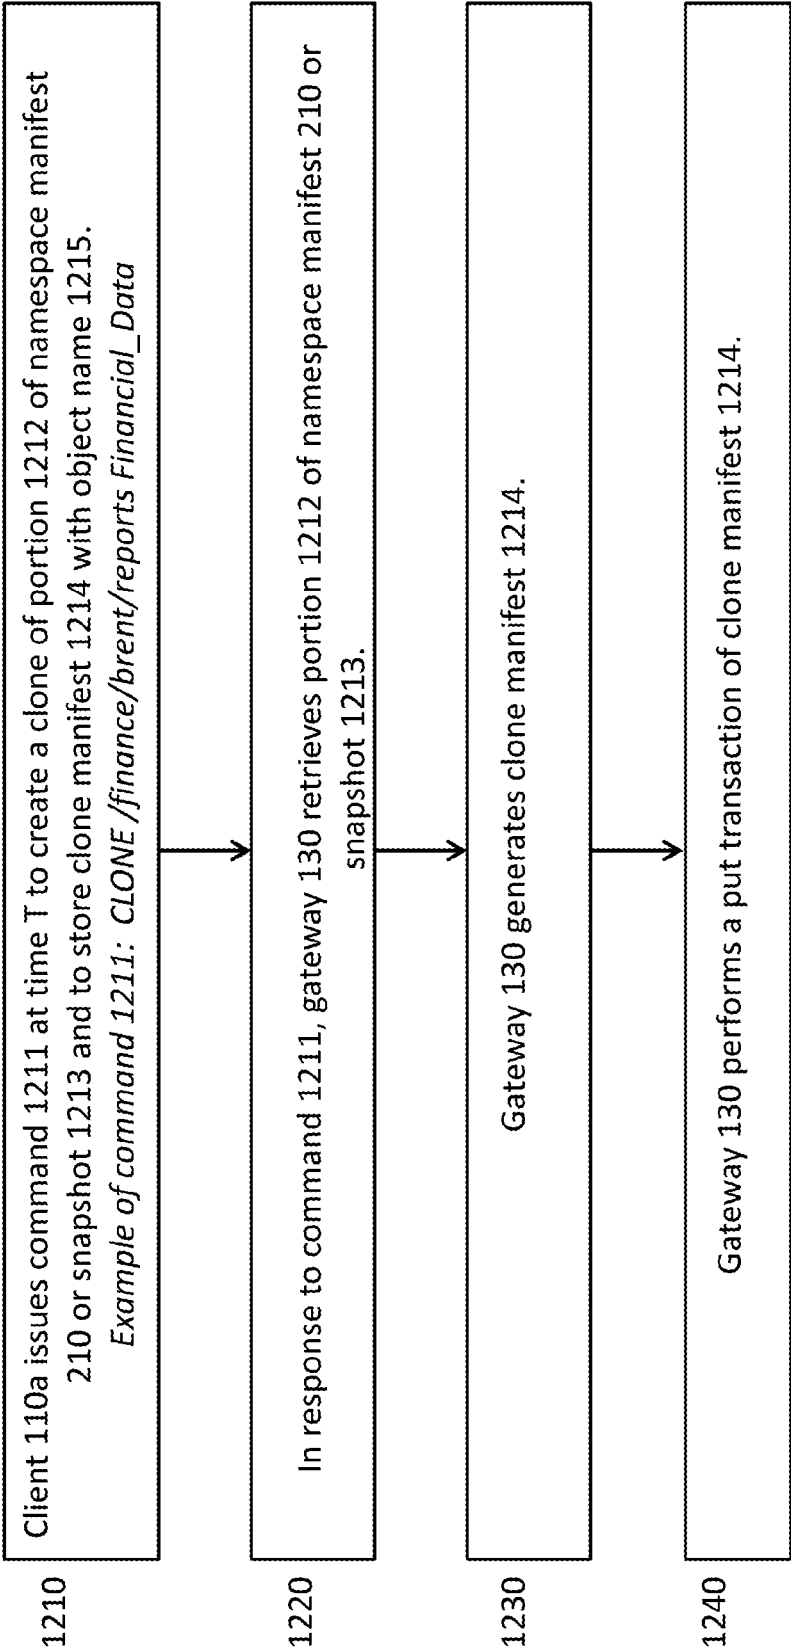 1210
Client 110a issues command 1211 at time T to create a clone of portion 1212 of namespace manifest
210 or snapshot 1213 and to store clone manifest 1214 with object name 1215.
Example of command 1211: CLONE /finance/brent/reports Financial_Data
1220
In response to command 1211, gateway 130 retrieves portion 1212 of namespace manifest 210 or
snapshot 1213.
1230
Gateway 130 generates clone manifest 1214.
1240
Gateway 130 performs a put transaction of clone manifest 1214.